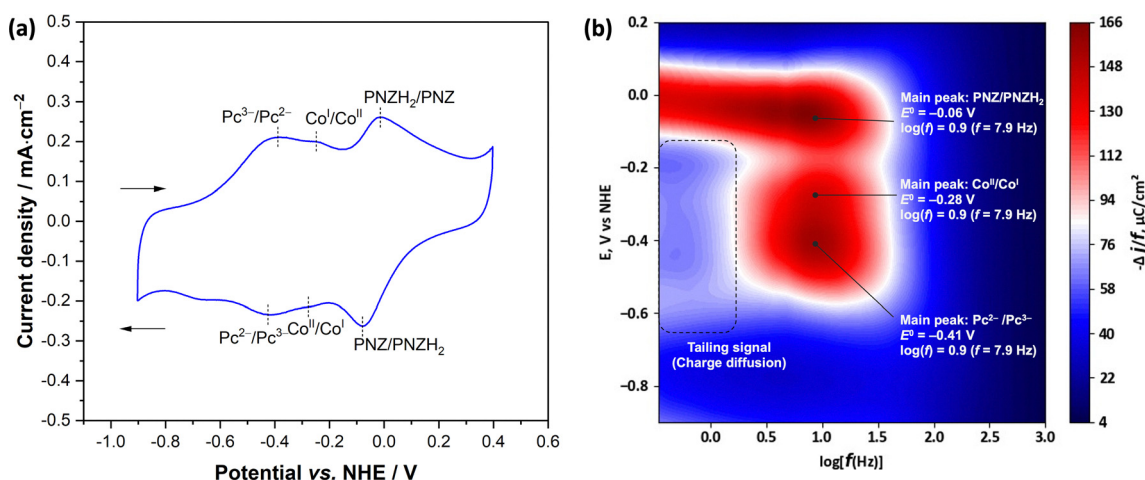 (a)
0.5
0.4
0.3
0.2
0.1
0.0
-0.1
-0.2
-0.3
-0.4
-0.5
Current density / mA·cm⁻²
Pc³⁻/Pc²⁻
Coᴵ/Coᴵᴵ
PNZH₂/PNZ
Pc²⁻/Pc³⁻
Coᴵᴵ/Coᴵ
PNZ/PNZH₂
-1.0 -0.8 -0.6 -0.4 -0.2 0.0 0.2 0.4 0.6
Potential vs. NHE / V
(b)
0.2
0.0
−0.2
−0.4
−0.6
−0.8
E, V vs NHE
Main peak: PNZ/PNZH₂
E⁰ = −0.06 V
log(f) = 0.9 (f = 7.9 Hz)
Main peak: Coᴵᴵ/Coᴵ
E⁰ = −0.28 V
log(f) = 0.9 (f = 7.9 Hz)
Main peak: Pc²⁻ /Pc³⁻
E⁰ = −0.41 V
log(f) = 0.9 (f = 7.9 Hz)
Tailing signal
(Charge diffusion)
0.0 0.5 1.0 1.5 2.0 2.5 3.0
log[f(Hz)]
166
148
130
112
94
76
58
40
22
4
-Δ j/f, µC/cm²